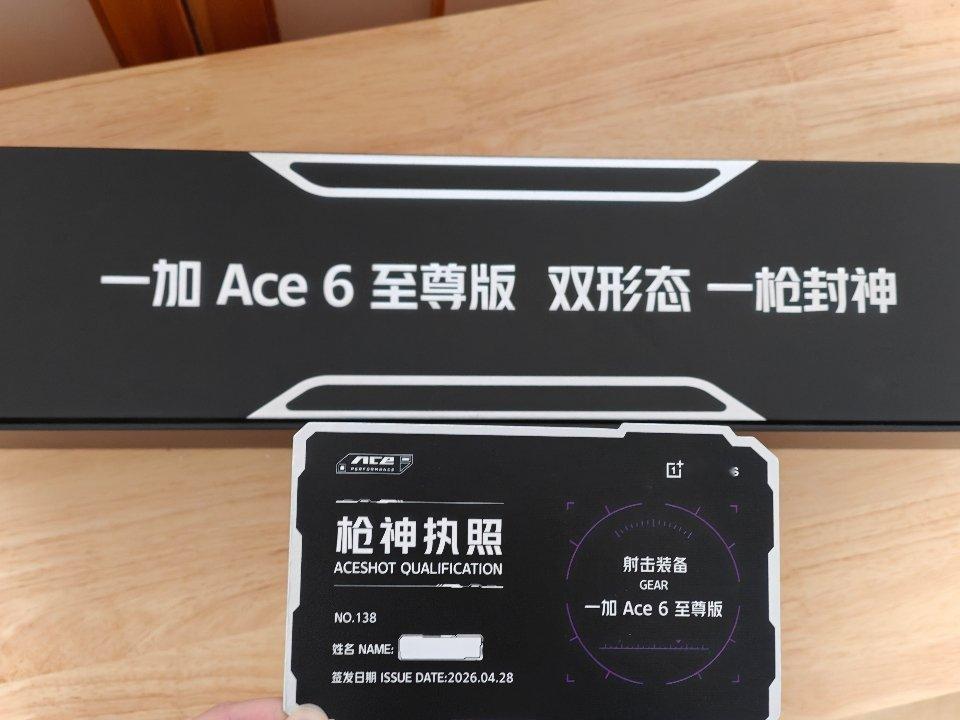 一加 Ace 6 至尊版 双形态 一枪封神
ACE
PERFORMANCE
1+
枪神执照
ACESHOT QUALIFICATION
射击装备
GEAR
一加 Ace 6 至尊版
NO.138
姓名 NAME:
签发日期 ISSUE DATE:2026.04.28